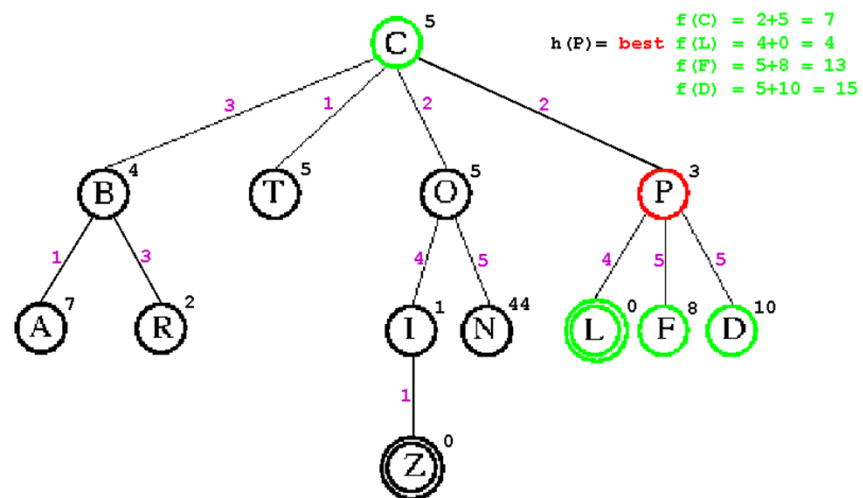 5
C
f(C) = 2+5 = 7
h(P)= best f(L) = 4+0 = 4
f(F) = 5+8 = 13
f(D) = 5+10 = 15
3 1 2 2
B 4 T 5 O 5 P 3
1 3 4 5 4 5 5
A 7 R 2 I 1 N 44 L 0 F 8 D 10
1
Z 0